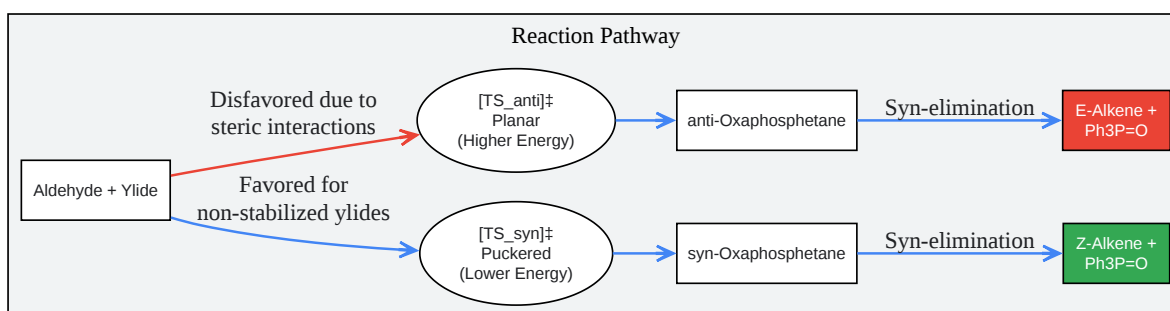 Reaction Pathway
Disfavored due to
steric interactions
[TS_anti]‡
Planar
(Higher Energy)
anti-Oxaphosphetane
Syn-elimination
E-Alkene +
Ph3P=O
Aldehyde + Ylide
Favored for
non-stabilized ylides
[TS_syn]‡
Puckered
(Lower Energy)
syn-Oxaphosphetane
Syn-elimination
Z-Alkene +
Ph3P=O